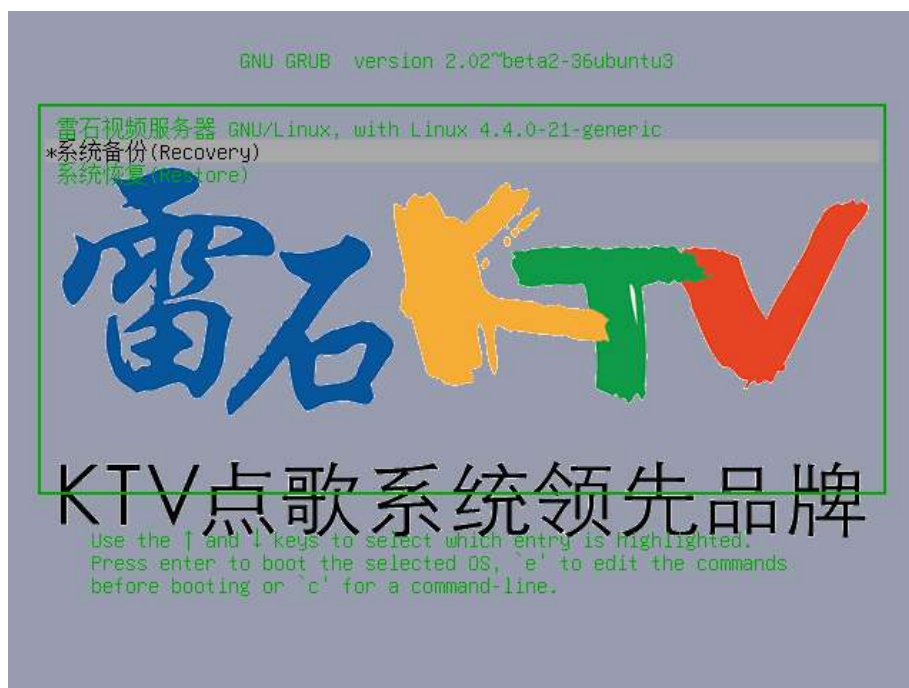 GNU GRUB  version 2.02~beta2-36ubuntu3
雷石视频服务器 GNU/Linux, with Linux 4.4.0-21-generic
*系统备份(Recovery)
系统恢复(Restore)
雷石KTV
KTV点歌系统领先品牌
Use the ↑ and ↓ keys to select which entry is highlighted.
Press enter to boot the selected OS, `e' to edit the commands
before booting or `c' for a command-line.